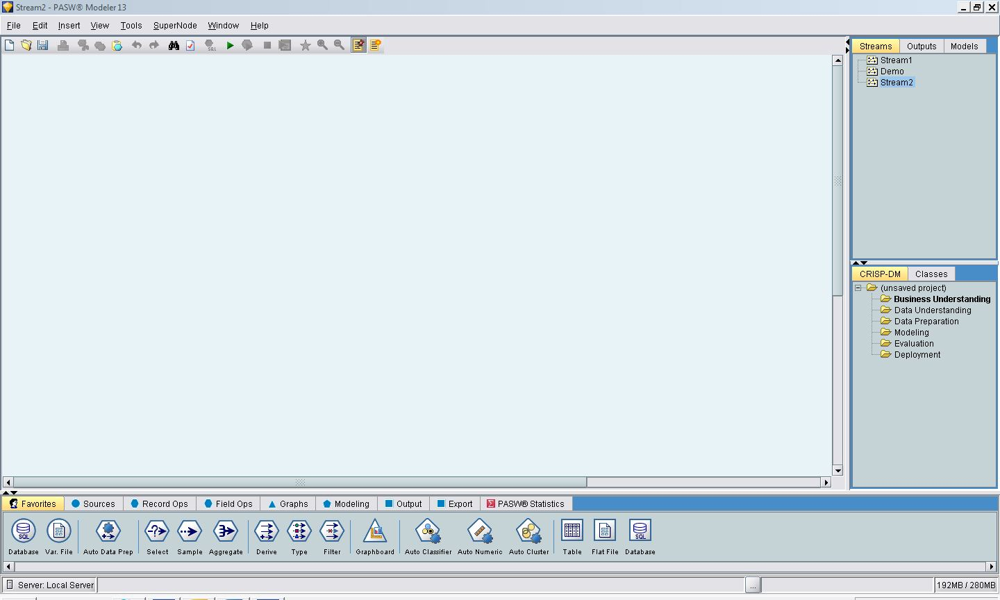 Stream2 - PASW® Modeler 13
File Edit Insert View Tools SuperNode Window Help
SQL
Streams Outputs Models
Stream1
Demo
Stream2
CRISP-DM Classes
(unsaved project)
Business Understanding
Data Understanding
Data Preparation
Modeling
Evaluation
Deployment
Favorites Sources Record Ops Field Ops Graphs Modeling Output Export Σ PASW® Statistics
SQL SQL
Database Var. File Auto Data Prep Select Sample Aggregate Derive Type Filter Graphboard Auto Classifier Auto Numeric Auto Cluster Table Flat File Database
Server: Local Server ... 192MB / 280MB